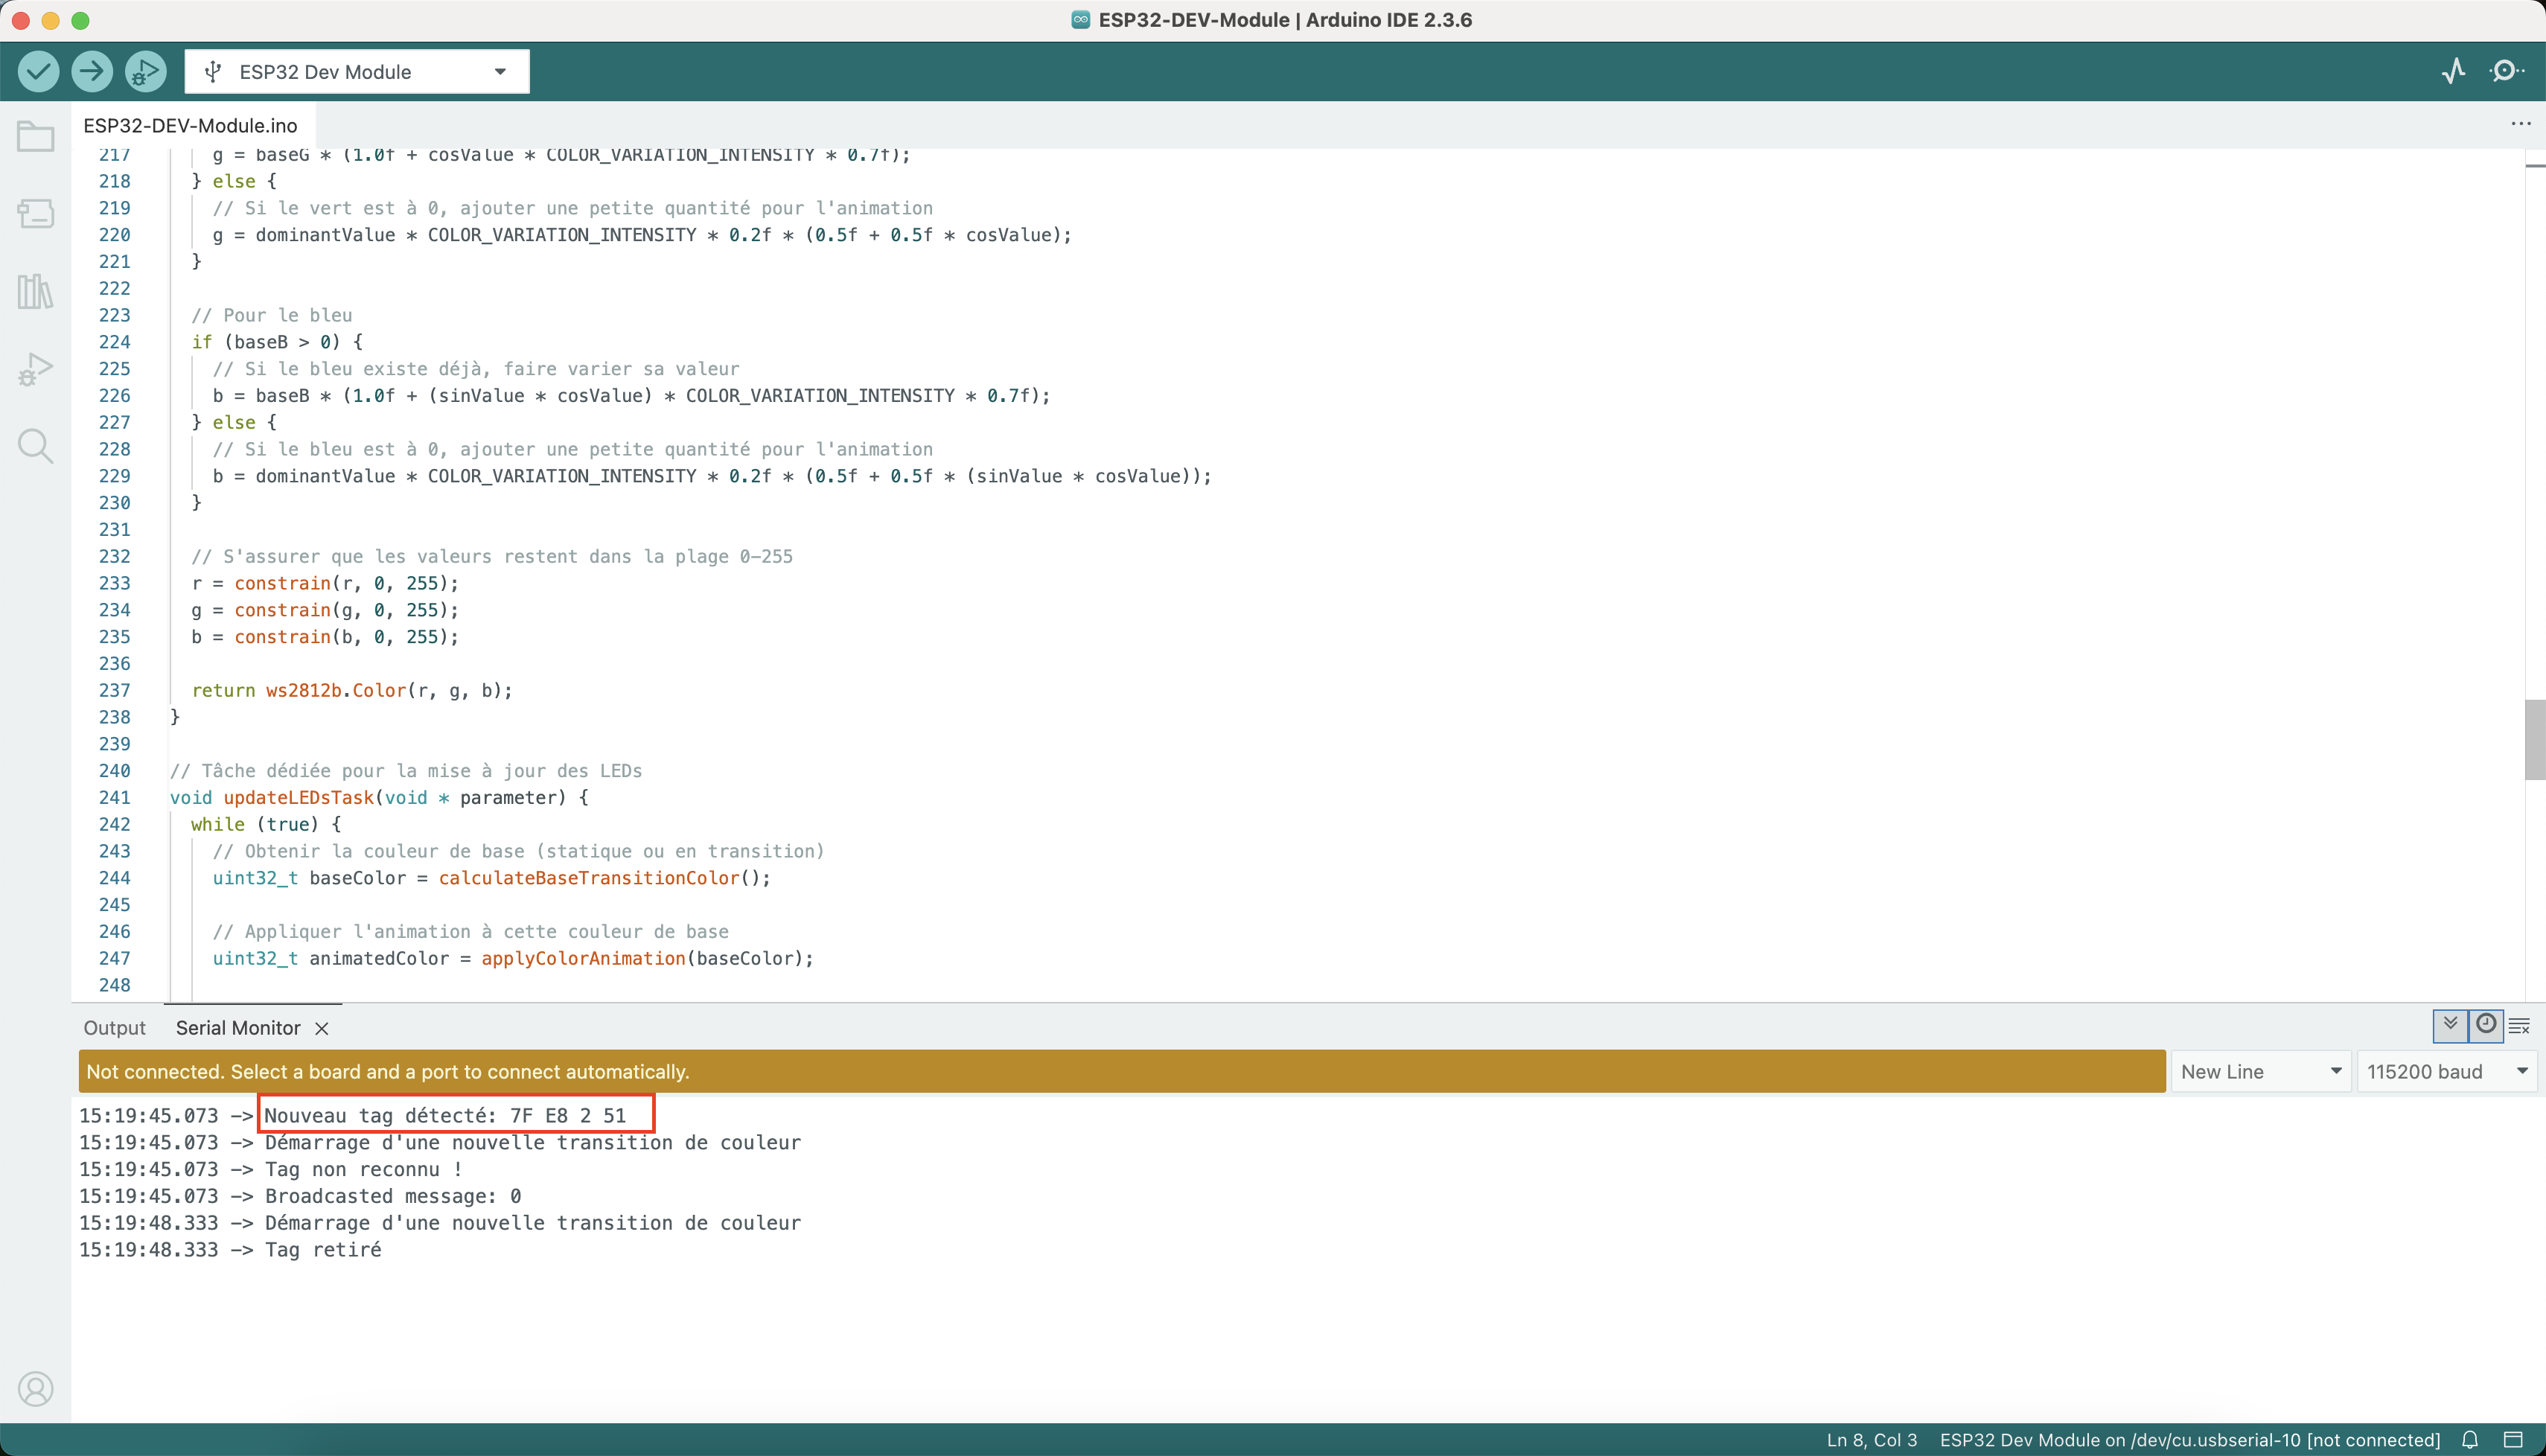 ESP32-DEV-Module | Arduino IDE 2.3.6
ESP32 Dev Module
ESP32-DEV-Module.ino
217 g = baseG * (1.0f + cosValue * COLOR_VARIATION_INTENSITY * 0.7f);
218 } else {
219 // Si le vert est à 0, ajouter une petite quantité pour l'animation
220 g = dominantValue * COLOR_VARIATION_INTENSITY * 0.2f * (0.5f + 0.5f * cosValue);
221 }
222
223 // Pour le bleu
224 if (baseB > 0) {
225 // Si le bleu existe déjà, faire varier sa valeur
226 b = baseB * (1.0f + (sinValue * cosValue) * COLOR_VARIATION_INTENSITY * 0.7f);
227 } else {
228 // Si le bleu est à 0, ajouter une petite quantité pour l'animation
229 b = dominantValue * COLOR_VARIATION_INTENSITY * 0.2f * (0.5f + 0.5f * (sinValue * cosValue));
230 }
231
232 // S'assurer que les valeurs restent dans la plage 0-255
233 r = constrain(r, 0, 255);
234 g = constrain(g, 0, 255);
235 b = constrain(b, 0, 255);
236
237 return ws2812b.Color(r, g, b);
238 }
239
240 // Tâche dédiée pour la mise à jour des LEDs
241 void updateLEDsTask(void * parameter) {
242 while (true) {
243 // Obtenir la couleur de base (statique ou en transition)
244 uint32_t baseColor = calculateBaseTransitionColor();
245
246 // Appliquer l'animation à cette couleur de base
247 uint32_t animatedColor = applyColorAnimation(baseColor);
248
Output Serial Monitor
Not connected. Select a board and a port to connect automatically. New Line 115200 baud
15:19:45.073 -> Nouveau tag détecté: 7F E8 2 51
15:19:45.073 -> Démarrage d'une nouvelle transition de couleur
15:19:45.073 -> Tag non reconnu !
15:19:45.073 -> Broadcasted message: 0
15:19:48.333 -> Démarrage d'une nouvelle transition de couleur
15:19:48.333 -> Tag retiré
Ln 8, Col 3 ESP32 Dev Module on /dev/cu.usbserial-10 [not connected]